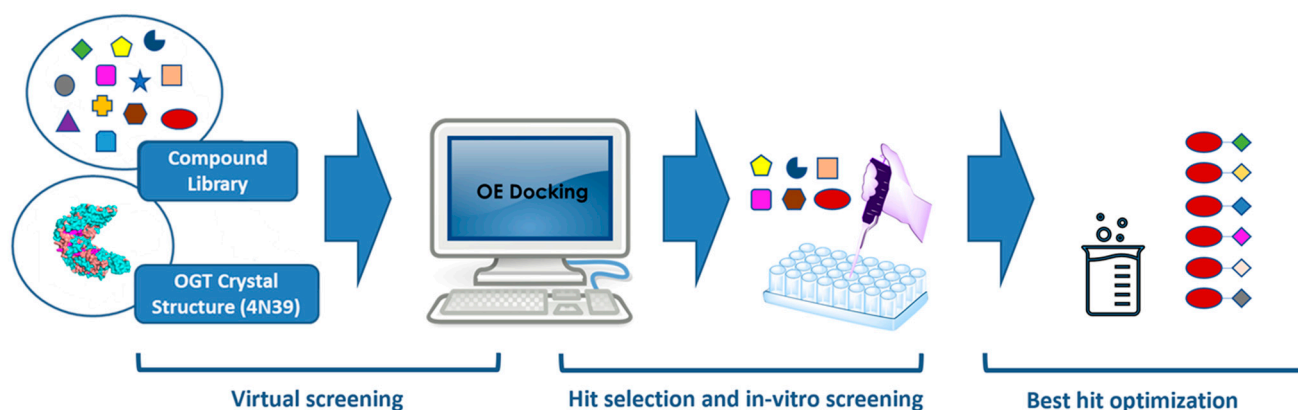 Compound
Library
OE Docking
OGT Crystal
Structure (4N39)
Virtual screening
Hit selection and in-vitro screening
Best hit optimization